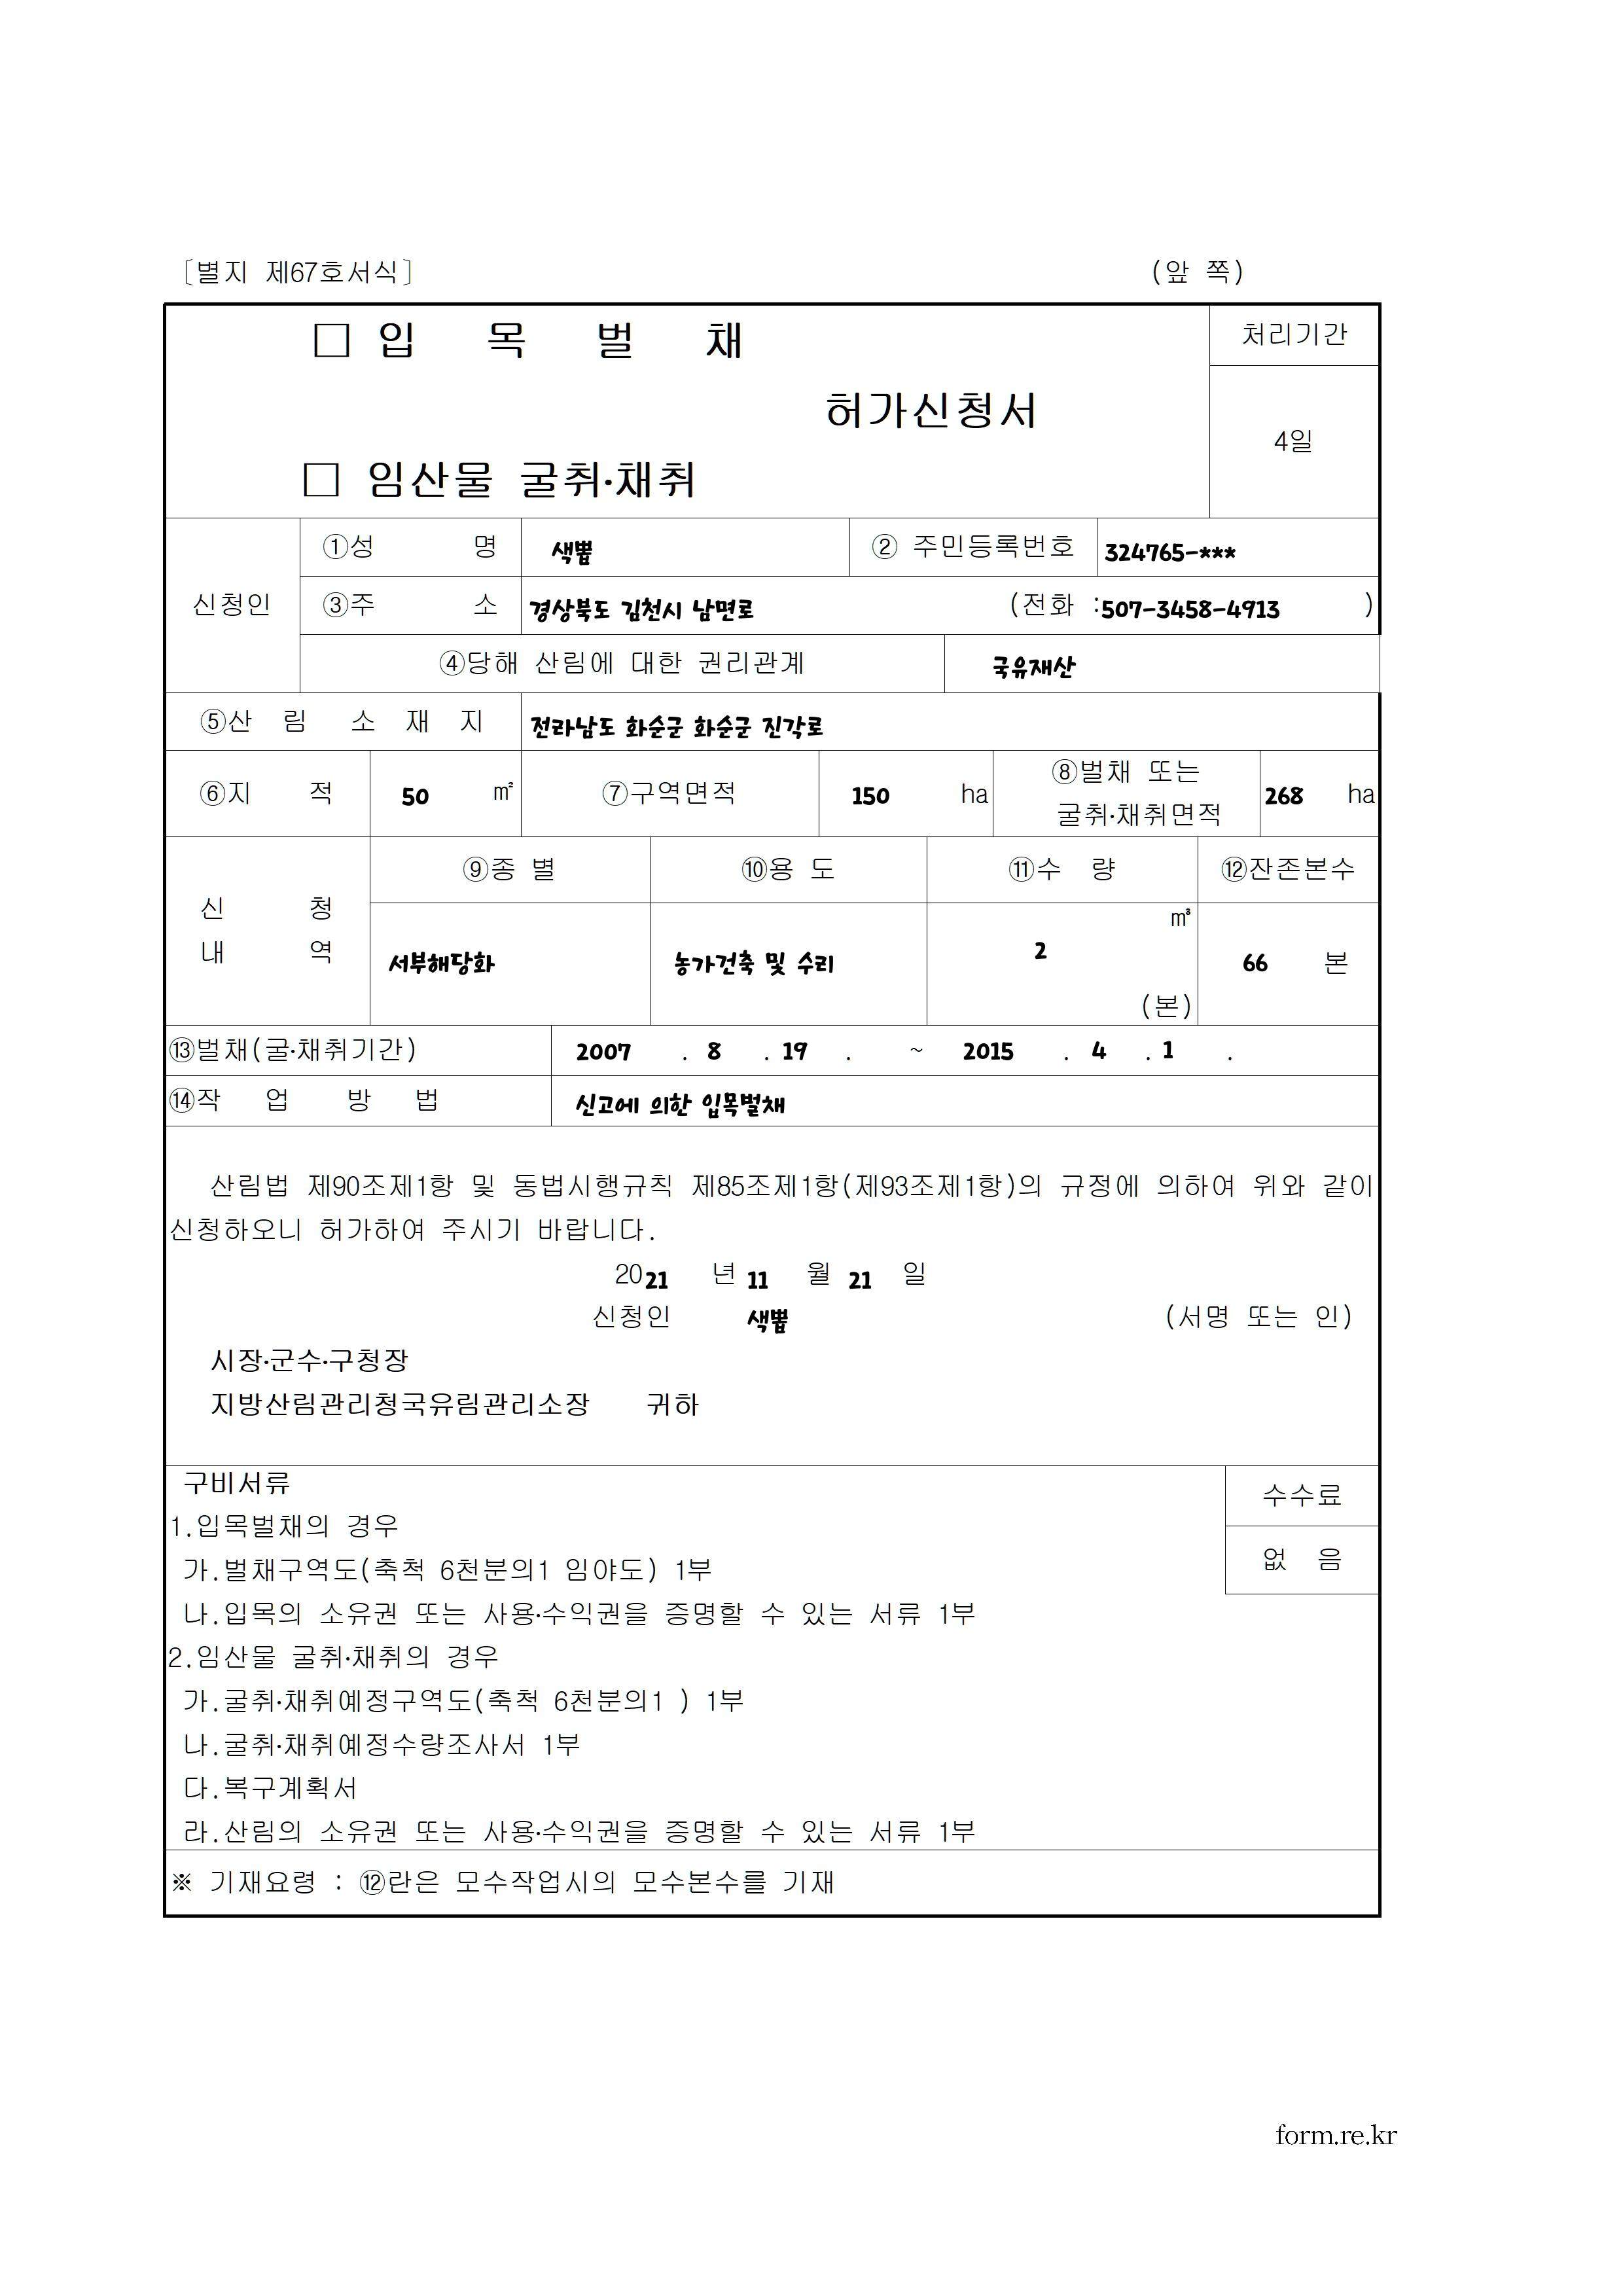 [별지 제67호서식] (앞 쪽)
□ 입 목 벌 채 처리기간
허가신청서
4일
□ 임산물 굴취·채취
신청인 ①성 명 색뽑 ② 주민등록번호 324765-***
③주 소 경상북도 김천시 남면로 (전화 :507-3458-4913 )
④당해 산림에 대한 권리관계 국유재산
⑤산 림 소 재 지 전라남도 화순군 화순군 진각로
⑥지 적 50 ㎡ ⑦구역면적 150 ha ⑧벌채 또는 굴취·채취면적 268 ha
신 청 내 역 ⑨종 별 ⑩용 도 ⑪수 량 ⑫잔존본수
서부해당화 농가건축 및 수리 2 ㎥ (본) 66 본
⑬벌채(굴·채취기간) 2007 . 8 . 19 . ~ 2015 . 4 . 1 .
⑭작 업 방 법 신고에 의한 입목벌채
산림법 제90조제1항 및 동법시행규칙 제85조제1항(제93조제1항)의 규정에 의하여 위와 같이
신청하오니 허가하여 주시기 바랍니다.
2021 년 11 월 21 일
신청인 색뽑 (서명 또는 인)
시장·군수·구청장
지방산림관리청국유림관리소장 귀하
구비서류 수수료
1.입목벌채의 경우
가.벌채구역도(축척 6천분의1 임야도) 1부 없 음
나.입목의 소유권 또는 사용·수익권을 증명할 수 있는 서류 1부
2.임산물 굴취·채취의 경우
가.굴취·채취예정구역도(축척 6천분의1 ) 1부
나.굴취·채취예정수량조사서 1부
다.복구계획서
라.산림의 소유권 또는 사용·수익권을 증명할 수 있는 서류 1부
※ 기재요령 : ⑫란은 모수작업시의 모수본수를 기재
form.re.kr